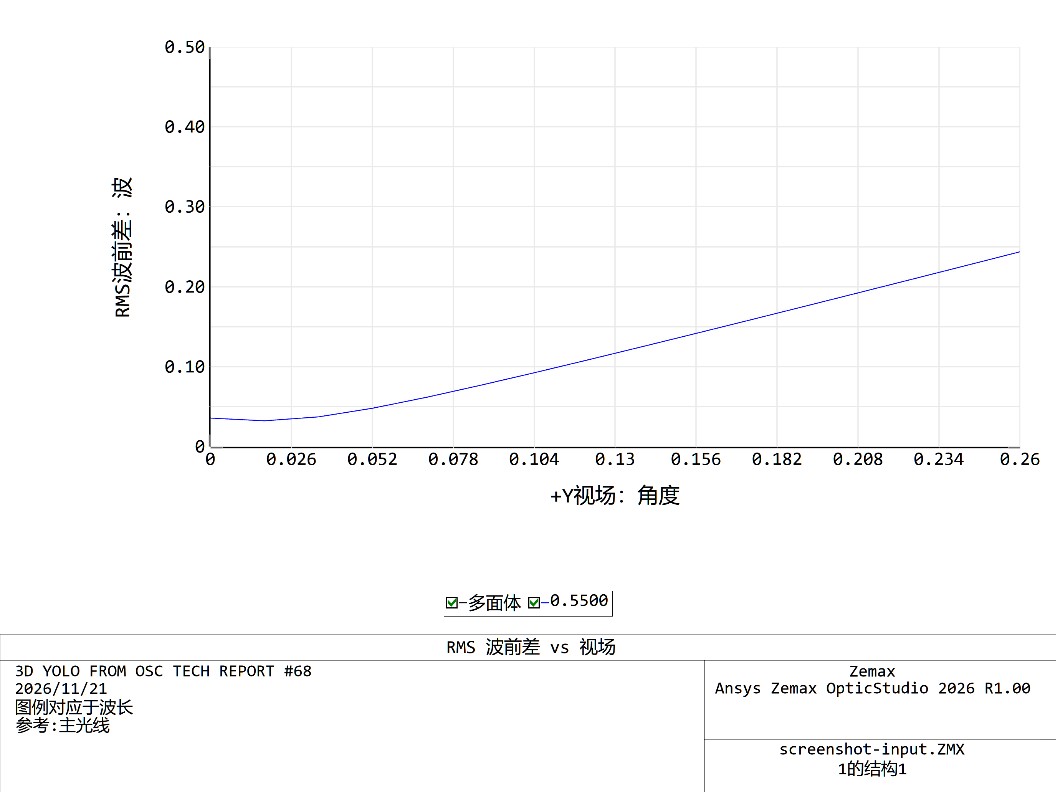 0.50
0.40
0.30
0.20
0.10
0
RMS波前差：波
0 0.026 0.052 0.078 0.104 0.13 0.156 0.182 0.208 0.234 0.26
+Y视场：角度
多面体 0.5500
RMS 波前差 vs 视场
3D YOLO FROM OSC TECH REPORT #68
2026/11/21
图例对应于波长
参考:主光线
Zemax
Ansys Zemax OpticStudio 2026 R1.00
screenshot-input.ZMX
1的结构1